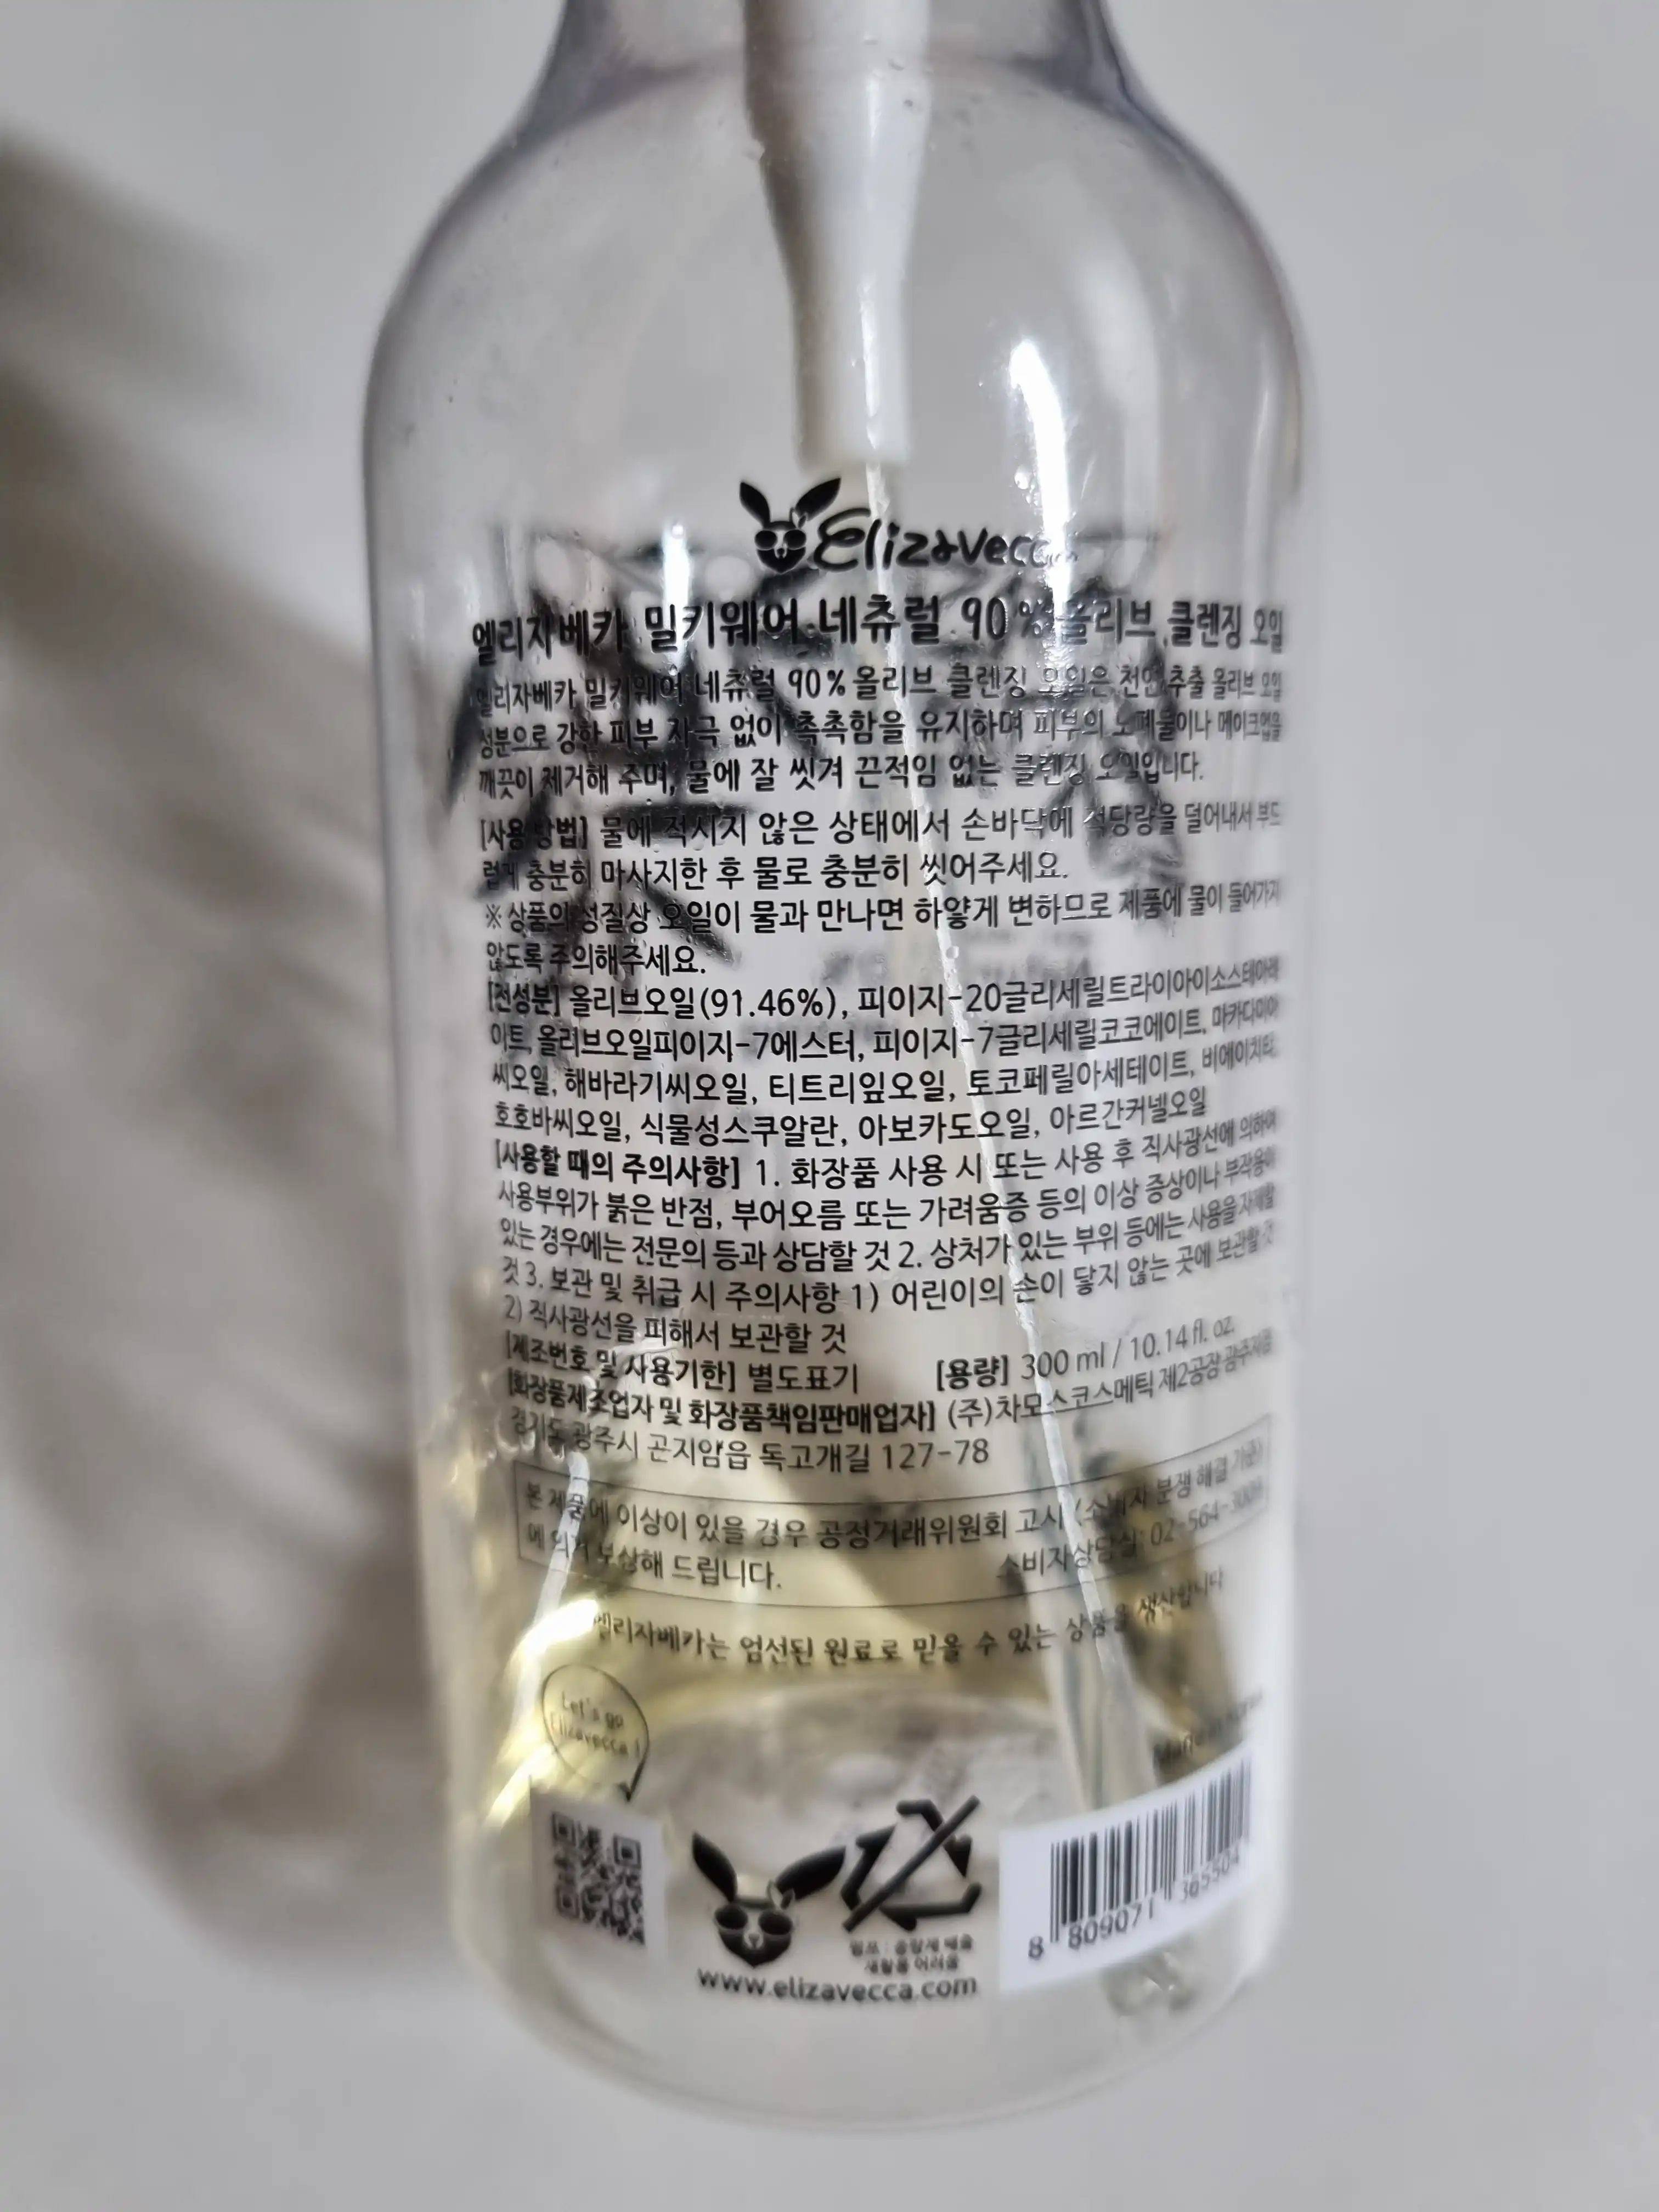 Elizavecca
엘리자베카 밀키웨어 네츄럴 90% 올리브 클렌징 오일
엘리자베카 밀키웨어 네츄럴 90% 올리브 클렌징 오일은 천연추출 올리브 오일
성분으로 강한 피부 자극 없이 촉촉함을 유지하며 피부의 노폐물이나 메이크업을
깨끗이 제거해 주며, 물에 잘 씻겨 끈적임 없는 클렌징 오일입니다.
[사용 방법] 물에 적시지 않은 상태에서 손바닥에 적당량을 덜어내서 부드
럽게 충분히 마사지한 후 물로 충분히 씻어주세요.
※ 상품의 성질상 오일이 물과 만나면 하얗게 변하므로 제품에 물이 들어가지
않도록 주의해주세요.
[전성분] 올리브오일(91.46%), 피이지-20글리세릴트라이아이소스테아레
이트, 올리브오일피이지-7에스터, 피이지-7글리세릴코코에이트, 마카다미아
씨오일, 해바라기씨오일, 티트리잎오일, 토코페릴아세테이트, 비에이치티,
호호바씨오일, 식물성스쿠알란, 아보카도오일, 아르간커넬오일
[사용할 때의 주의사항] 1. 화장품 사용 시 또는 사용 후 직사광선에 의하여
사용부위가 붉은 반점, 부어오름 또는 가려움증 등의 이상 증상이나 부작용이
있는 경우에는 전문의 등과 상담할 것 2. 상처가 있는 부위 등에는 사용을 자제할
것 3. 보관 및 취급 시 주의사항 1) 어린이의 손이 닿지 않는 곳에 보관할 것
2) 직사광선을 피해서 보관할 것
[제조번호 및 사용기한] 별도표기 [용량] 300 ml / 10.14 fl. oz.
[화장품제조업자 및 화장품책임판매업자] (주)차모스코스메틱 제2공장
경기도 광주시 곤지암읍 독고개길 127-78
본 제품에 이상이 있을 경우 공정거래위원회 고시 <소비자 분쟁 해결 기준>
에 의거 보상해 드립니다. 소비자상담실: 02-564-3006
엘리자베카는 엄선된 원료로 믿을 수 있는 상품을 생산합니다
Let's go
Elizavecca !
펌프 : 종량제 배출
재활용 어려움
www.elizavecca.com
8 809071 365504